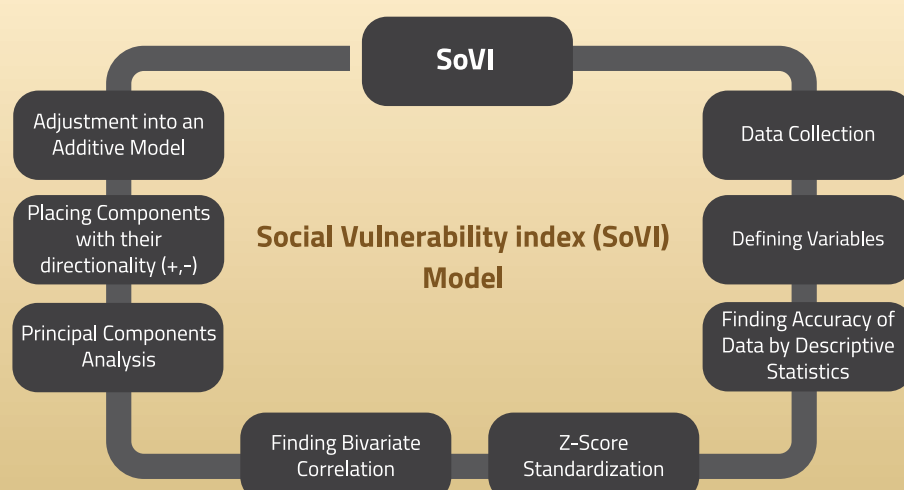 SoVI
Data Collection
Defining Variables
Finding Accuracy of
Data by Descriptive
Statistics
Z-Score
Standardization
Finding Bivariate
Correlation
Principal Components
Analysis
Placing Components
with their
directionality (+,-)
Adjustment into an
Additive Model
Social Vulnerability index (SoVI)
Model